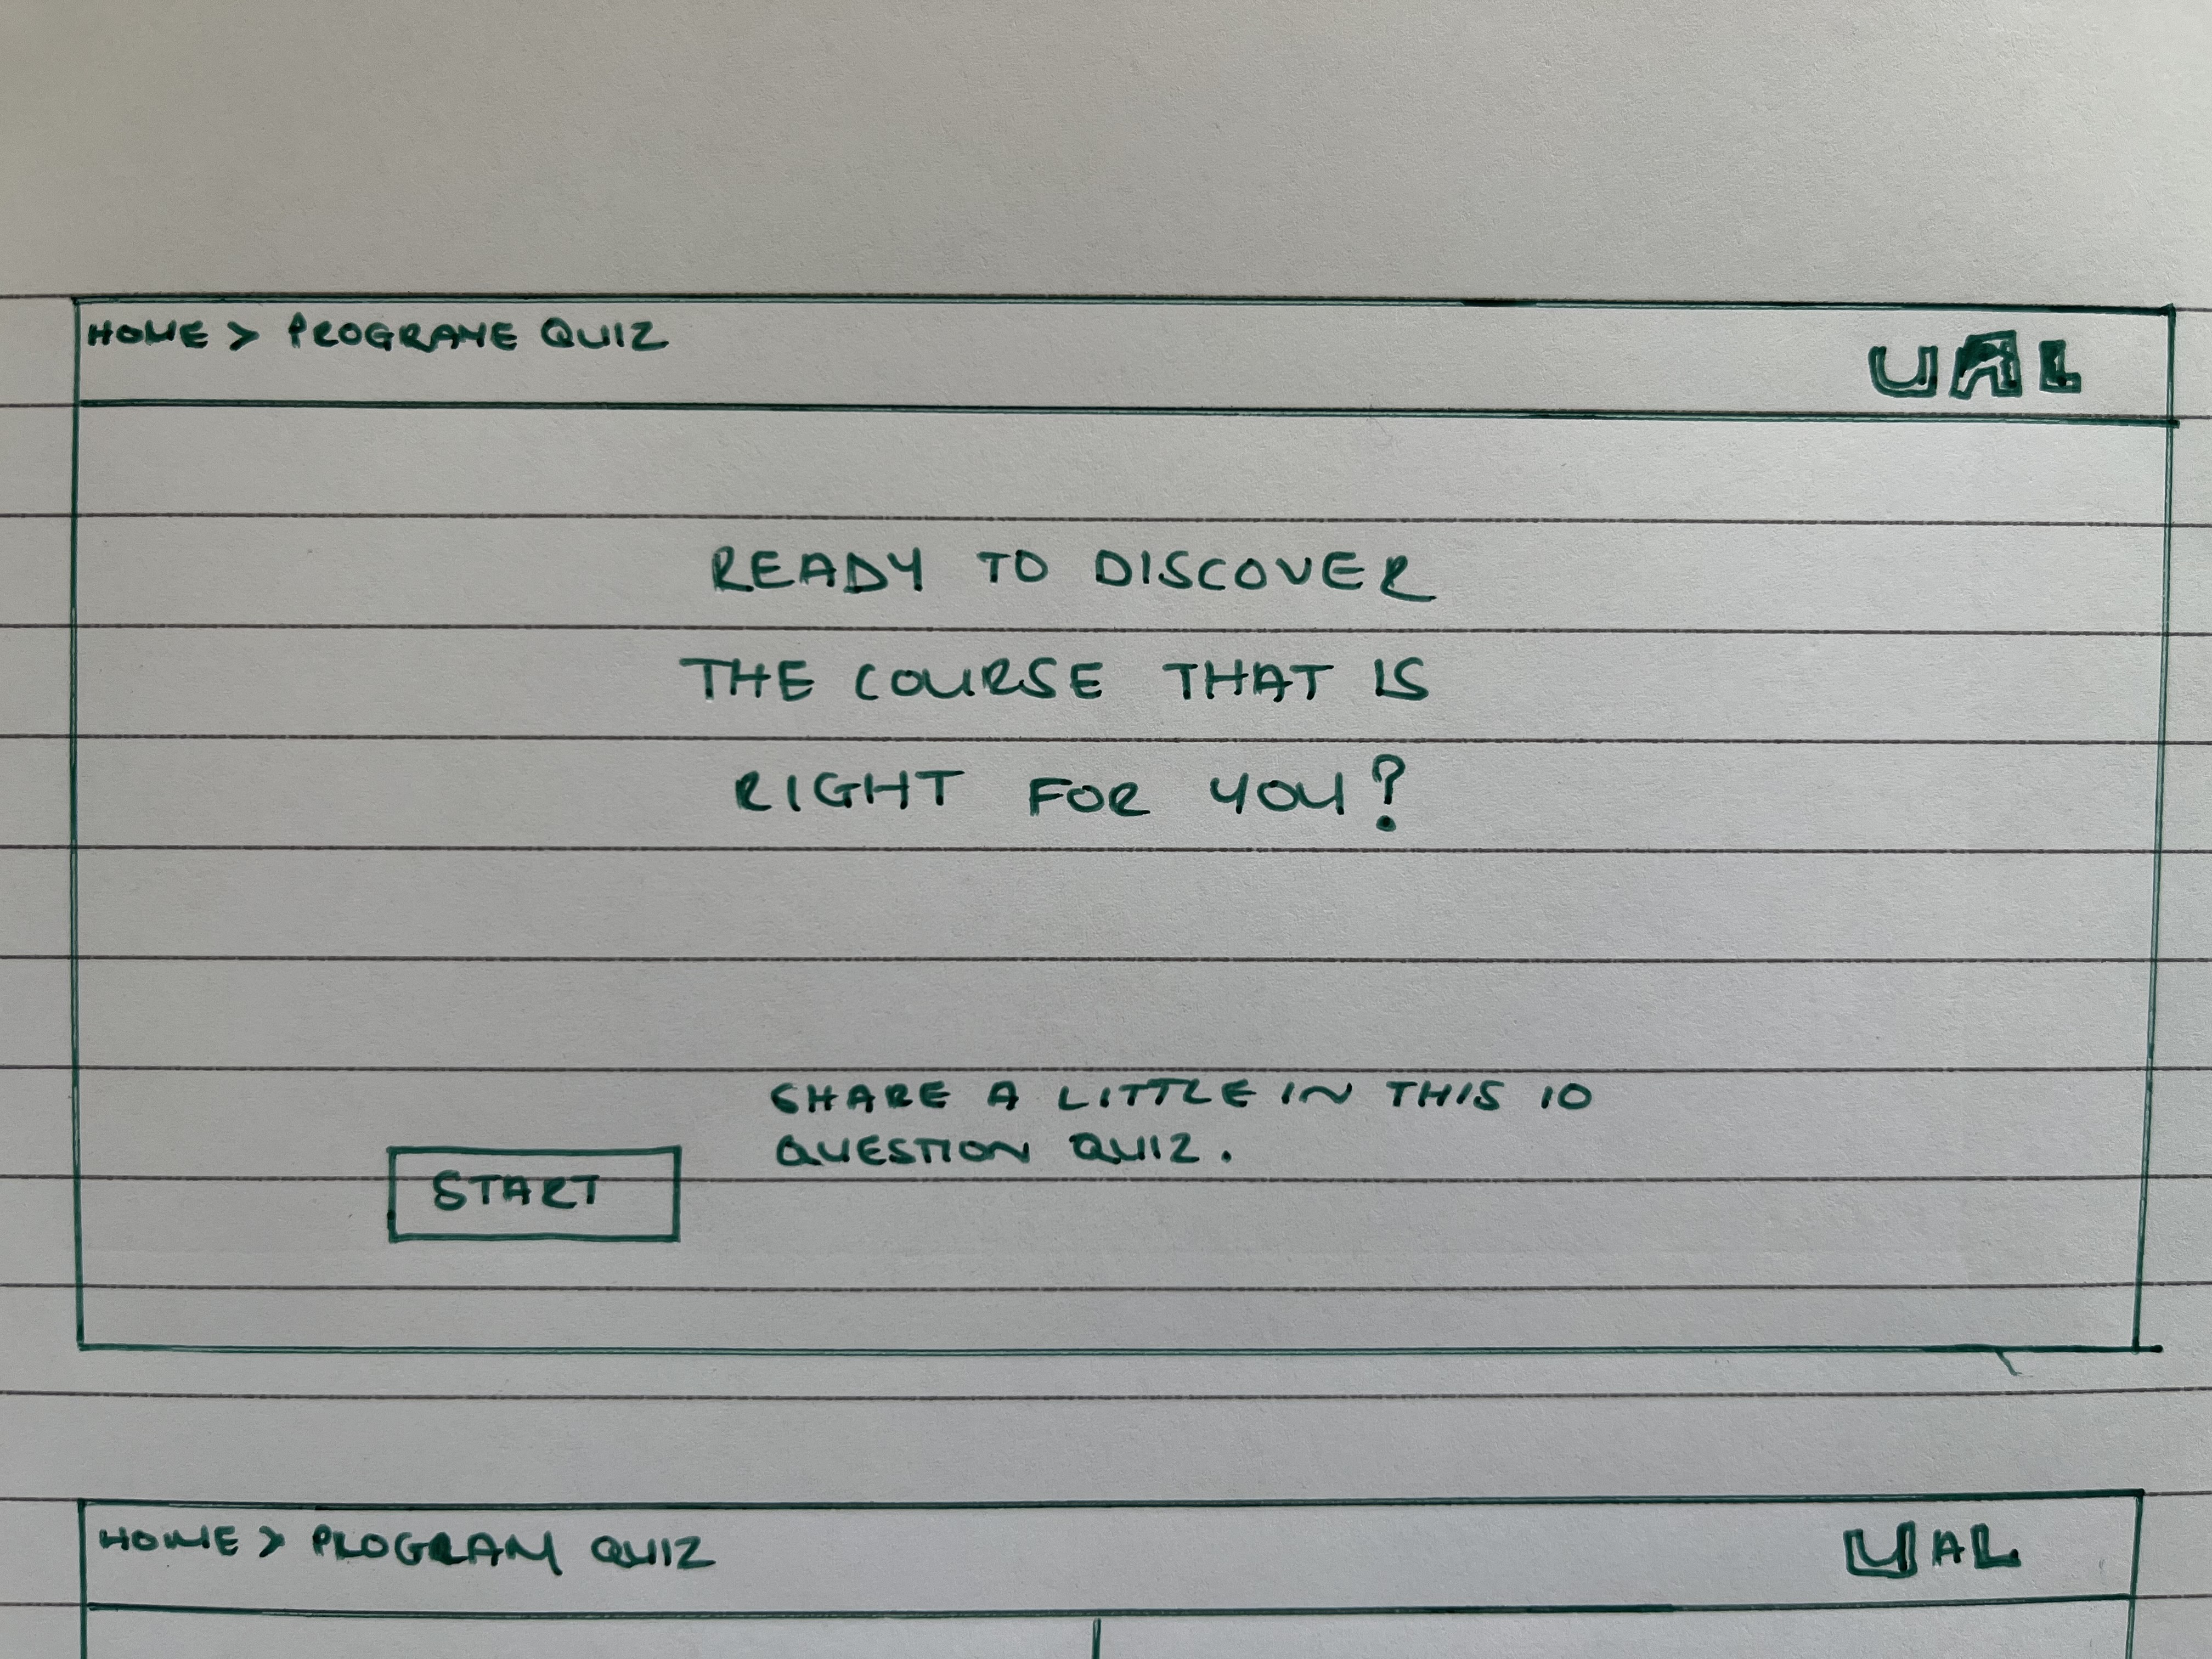 HOME > PROGRAME QUIZ
UAL
READY TO DISCOVER
THE COURSE THAT IS
RIGHT FOR YOU?
SHARE A LITTLE IN THIS 10
QUESTION QUIZ.
START
HOME > PROGRAM QUIZ
UAL